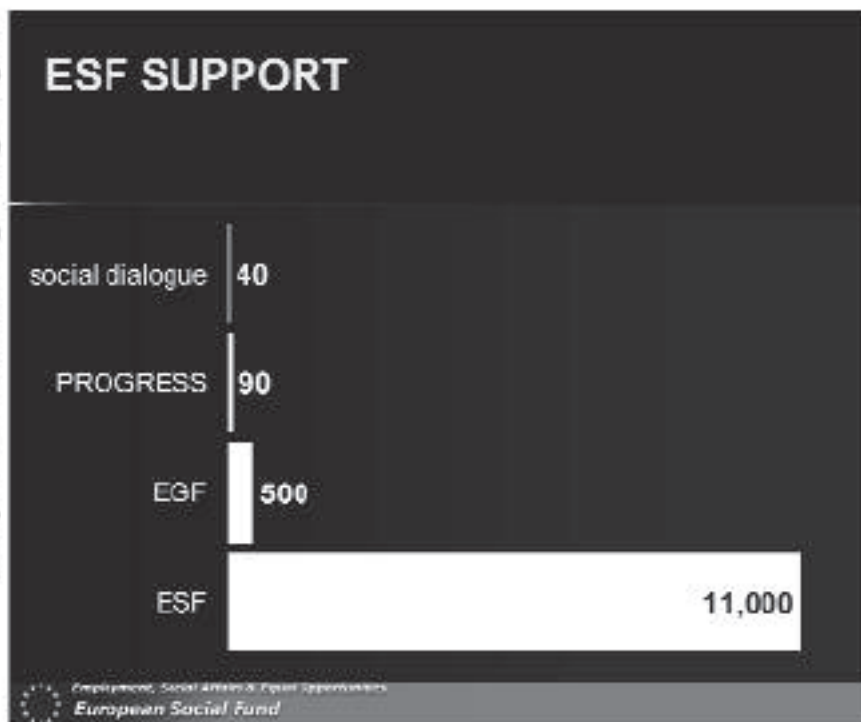 ESF SUPPORT
social dialogue 40
PROGRESS 90
EGF 500
ESF 11,000
Employment, Social Affairs & Equal Opportunities
European Social Fund